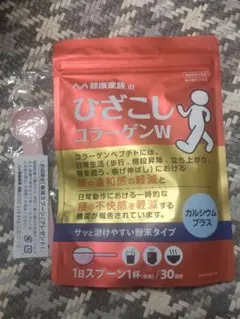 健康家族の
ひざこし
コラーゲンW
コラーゲンペプチドには、
日常生活(歩行、階段昇降、立ち上がり、
物を拾う、曲げ伸ばし)における
膝の違和感の軽減と
日常動作における一時的な
腰の不快感を軽減する
機能が報告されています。
カルシウム
プラス
サッと溶けやすい粉末タイプ
1日スプーン1杯
/30日分